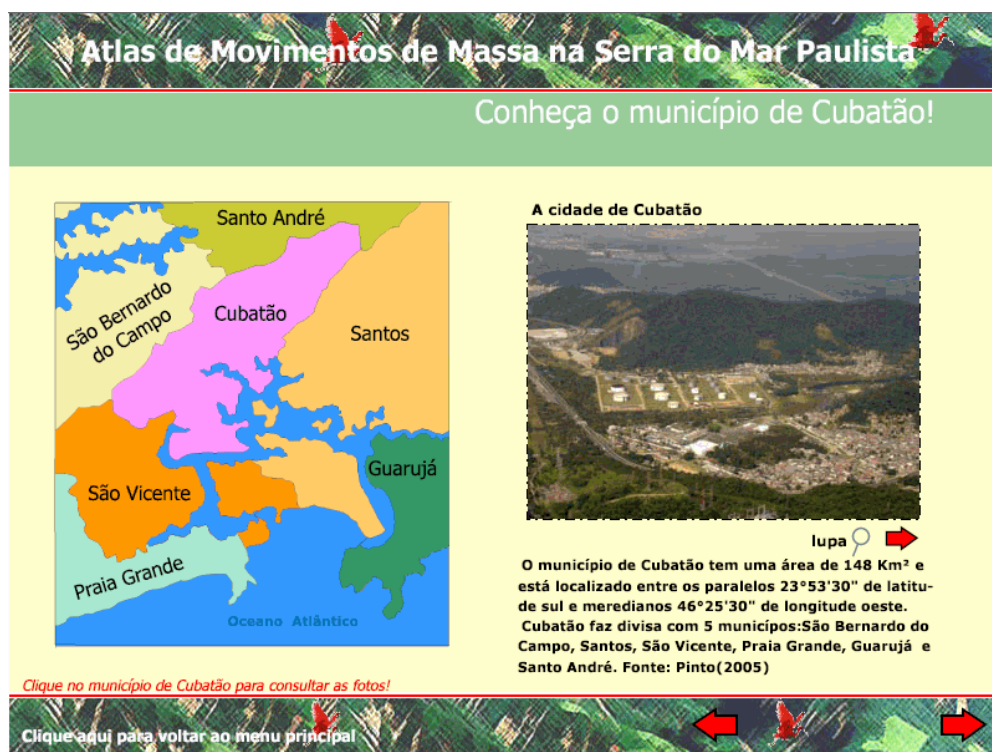 Atlas de Movimentos de Massa na Serra do Mar Paulista
Conheça o município de Cubatão!
Santo André
São Bernardo
do Campo
Cubatão
Santos
Guarujá
São Vicente
Praia Grande
Oceano Atlântico
Clique no município de Cubatão para consultar as fotos!
A cidade de Cubatão
lupa
O município de Cubatão tem uma área de 148 Km² e
está localizado entre os paralelos 23°53'30" de latitu-
de sul e meredianos 46°25'30" de longitude oeste.
Cubatão faz divisa com 5 municípos:São Bernardo do
Campo, Santos, São Vicente, Praia Grande, Guarujá e
Santo André. Fonte: Pinto(2005)
Clique aqui para voltar ao menu principal